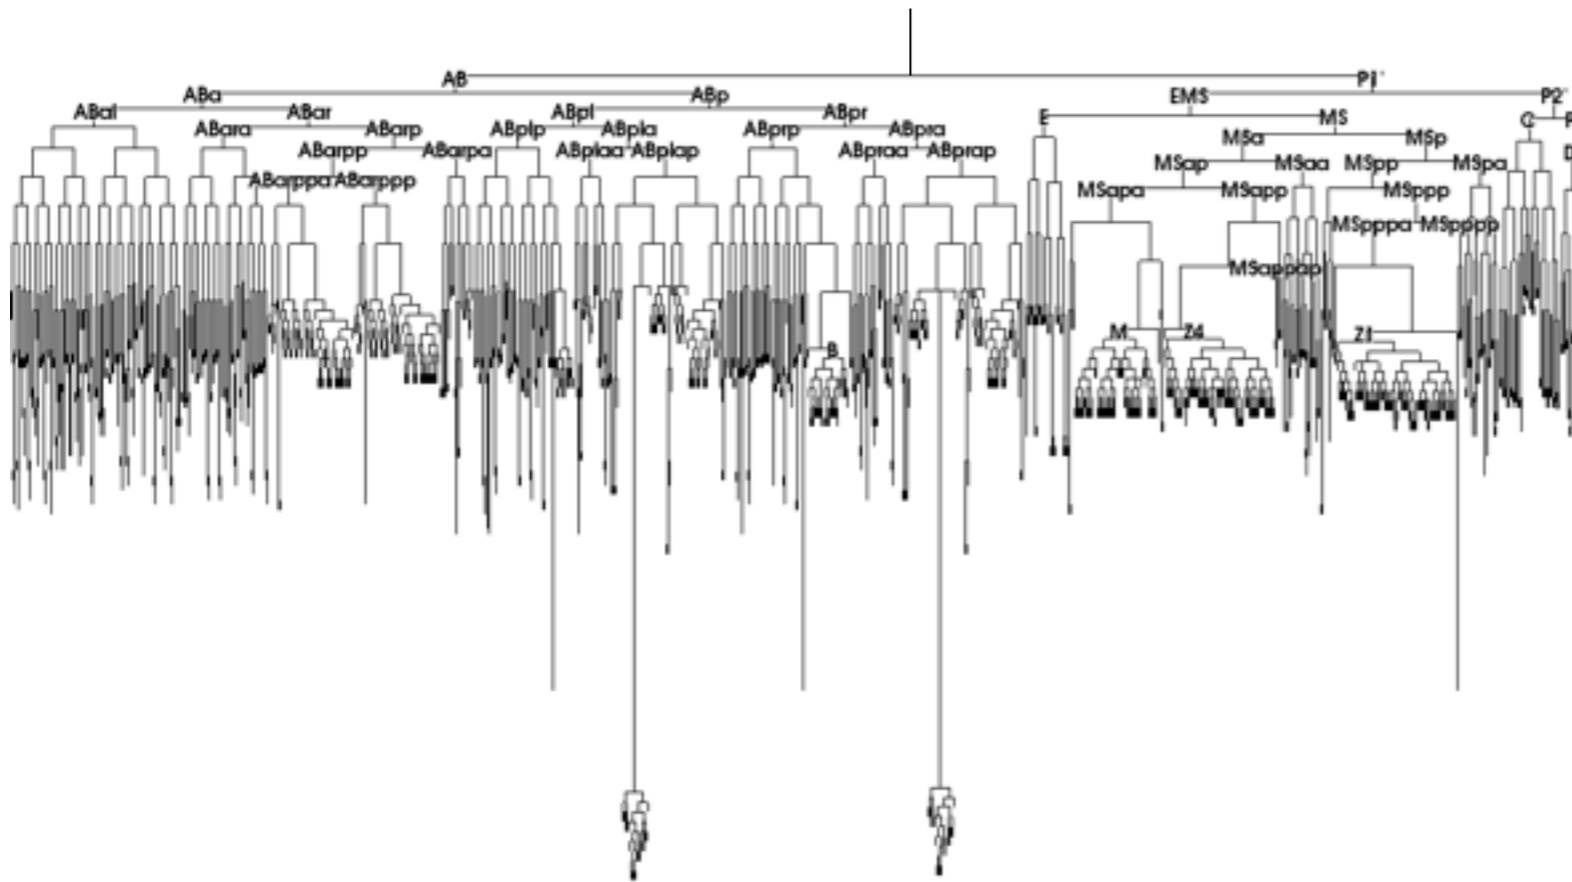 AB P1'
ABa ABp EMS P2'
ABal ABar ABpl ABpr E MS C
ABara ABarp ABplp ABpla ABprp ABpra MSa MSp
ABarpp ABarpa ABplaa ABplap ABpraa ABprap MSap MSaa MSpp MSpa
ABarppa ABarppp MSapa MSapp MSppp
MSpppa MSpppp
MSappap
M Z4 Z1
B